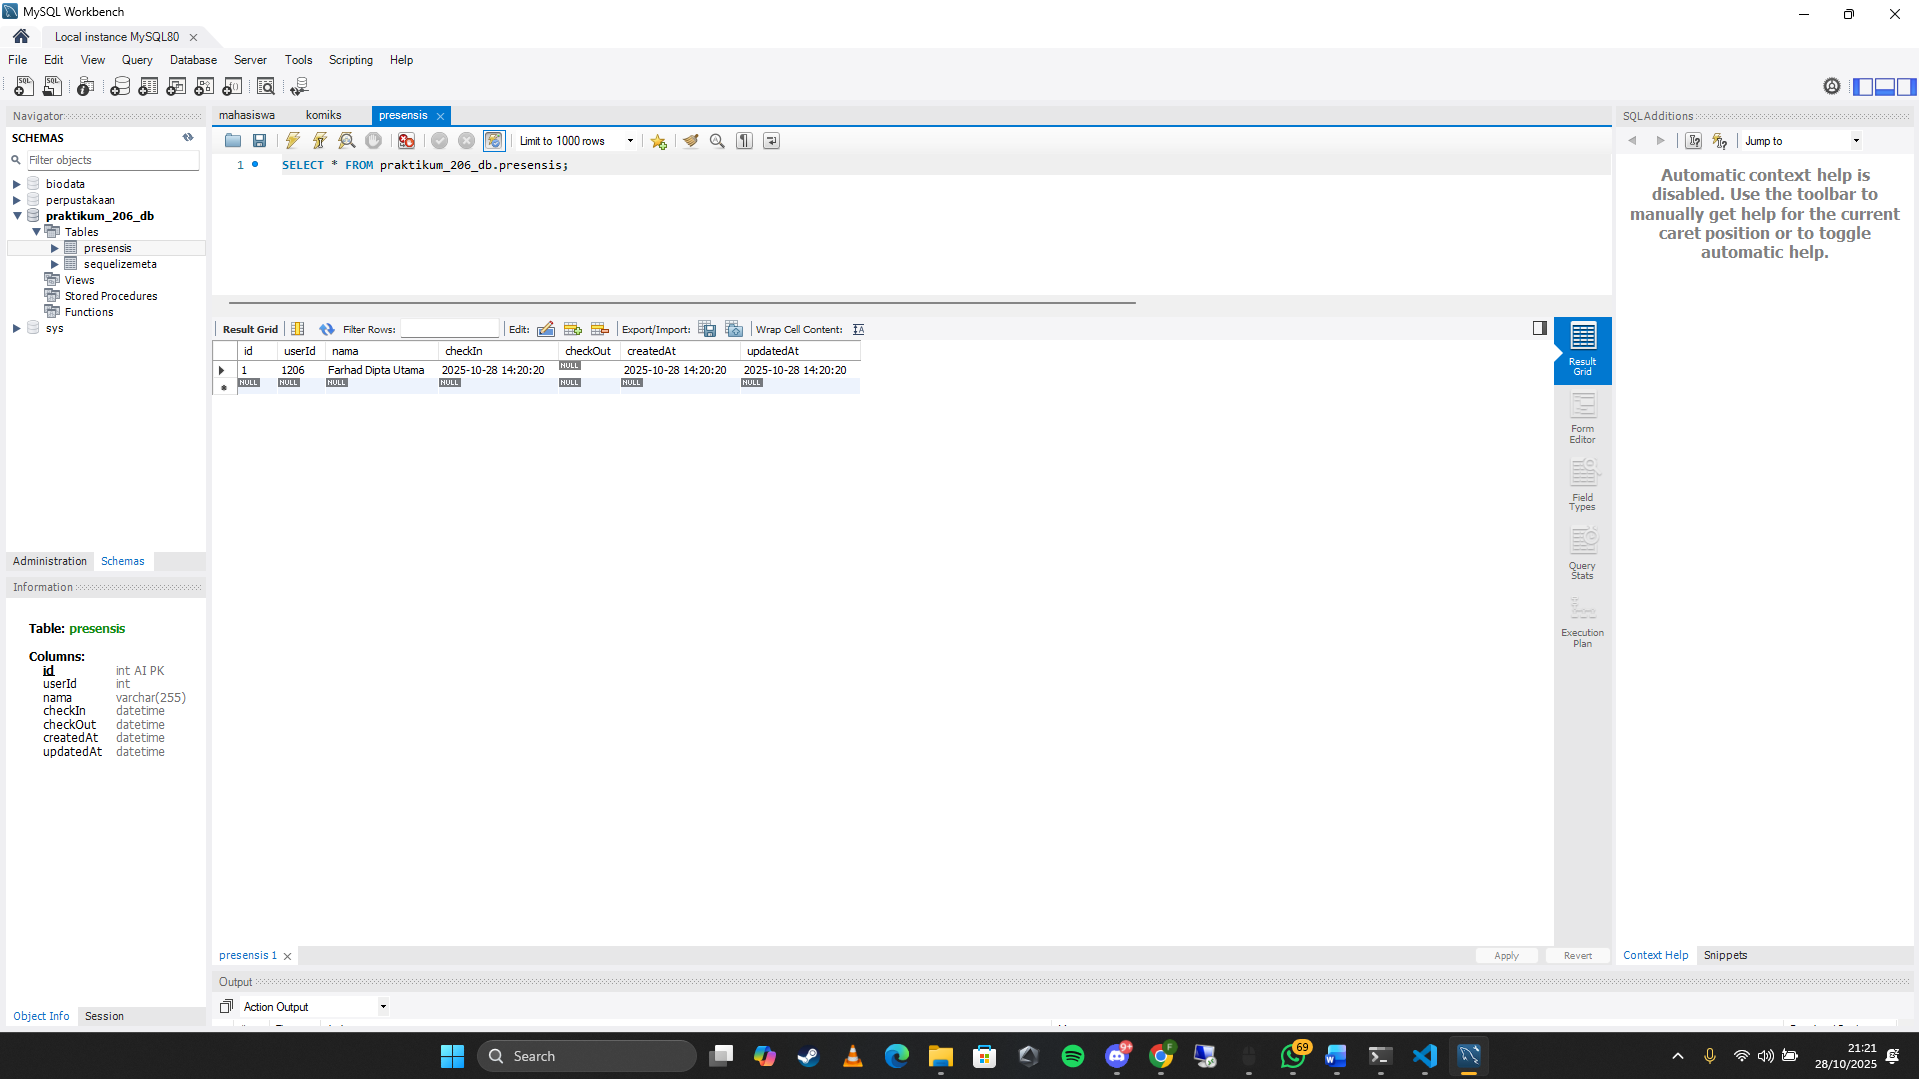 MySQL Workbench
Local instance MySQL80
File Edit View Query Database Server Tools Scripting Help
Navigator
SCHEMAS
Filter objects
biodata
perpustakaan
praktikum_206_db
Tables
presensis
sequelizemeta
Views
Stored Procedures
Functions
sys
Administration Schemas
Information
Table: presensis
Columns:
id int AI PK
userId int
nama varchar(255)
checkIn datetime
checkOut datetime
createdAt datetime
updatedAt datetime
Object Info Session
mahasiswa komiks presensis
Limit to 1000 rows
1 SELECT * FROM praktikum_206_db.presensis;
Result Grid Filter Rows: Edit: Export/Import: Wrap Cell Content:
id userId nama checkIn checkOut createdAt updatedAt
1 1206 Farhad Dipta Utama 2025-10-28 14:20:20 NULL 2025-10-28 14:20:20 2025-10-28 14:20:20
NULL NULL NULL NULL NULL NULL NULL
Result
Grid
Form
Editor
Field
Types
Query
Stats
Execution
Plan
presensis 1
Apply Revert
Output
Action Output
SQLAdditions
Jump to
Automatic context help is
disabled. Use the toolbar to
manually get help for the current
caret position or to toggle
automatic help.
Context Help Snippets
Search
9+
F
69
21:21
28/10/2025